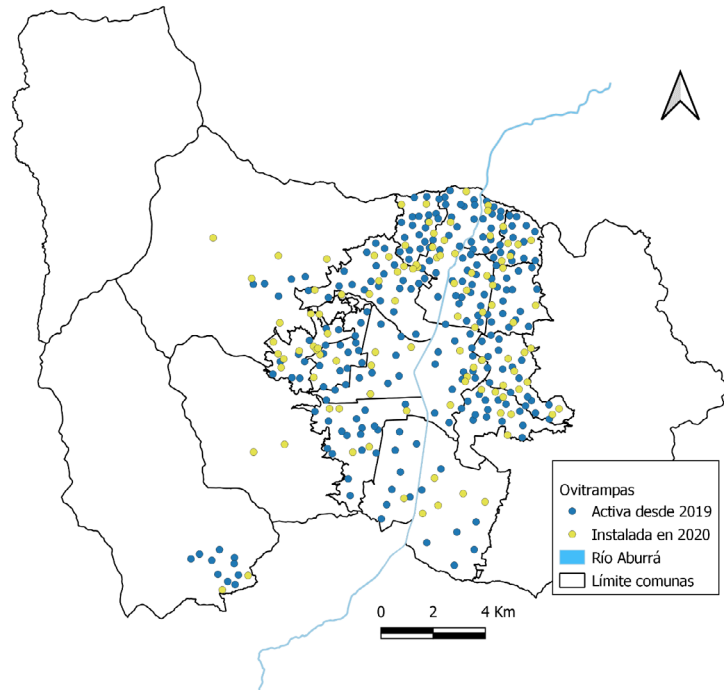 Ovitrampas
Activa desde 2019
Instalada en 2020
Río Aburrá
Límite comunas
0 2 4 Km